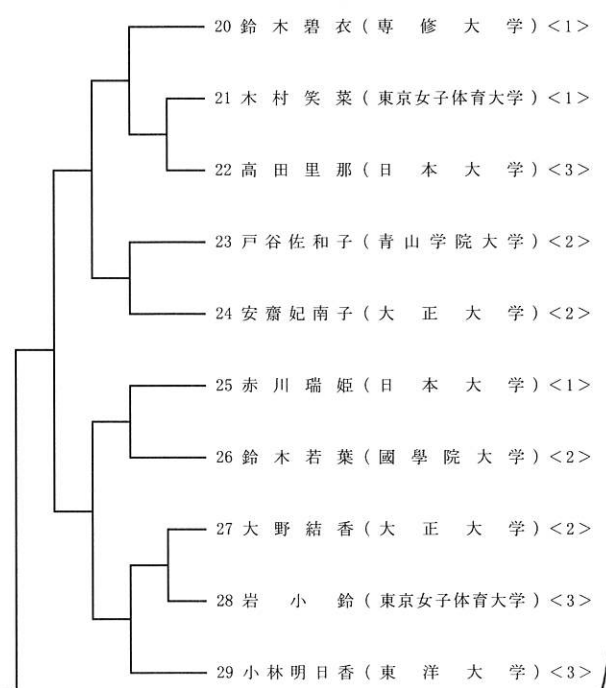 20 鈴木碧衣(専修大学)<1>
21 木村笑菜(東京女子体育大学)<1>
22 高田里那(日本大学)<3>
23 戸谷佐和子(青山学院大学)<2>
24 安齋妃南子(大正大学)<2>
25 赤川瑞姫(日本大学)<1>
26 鈴木若葉(國學院大学)<2>
27 大野結香(大正大学)<2>
28 岩小鈴(東京女子体育大学)<3>
29 小林明日香(東洋大学)<3>